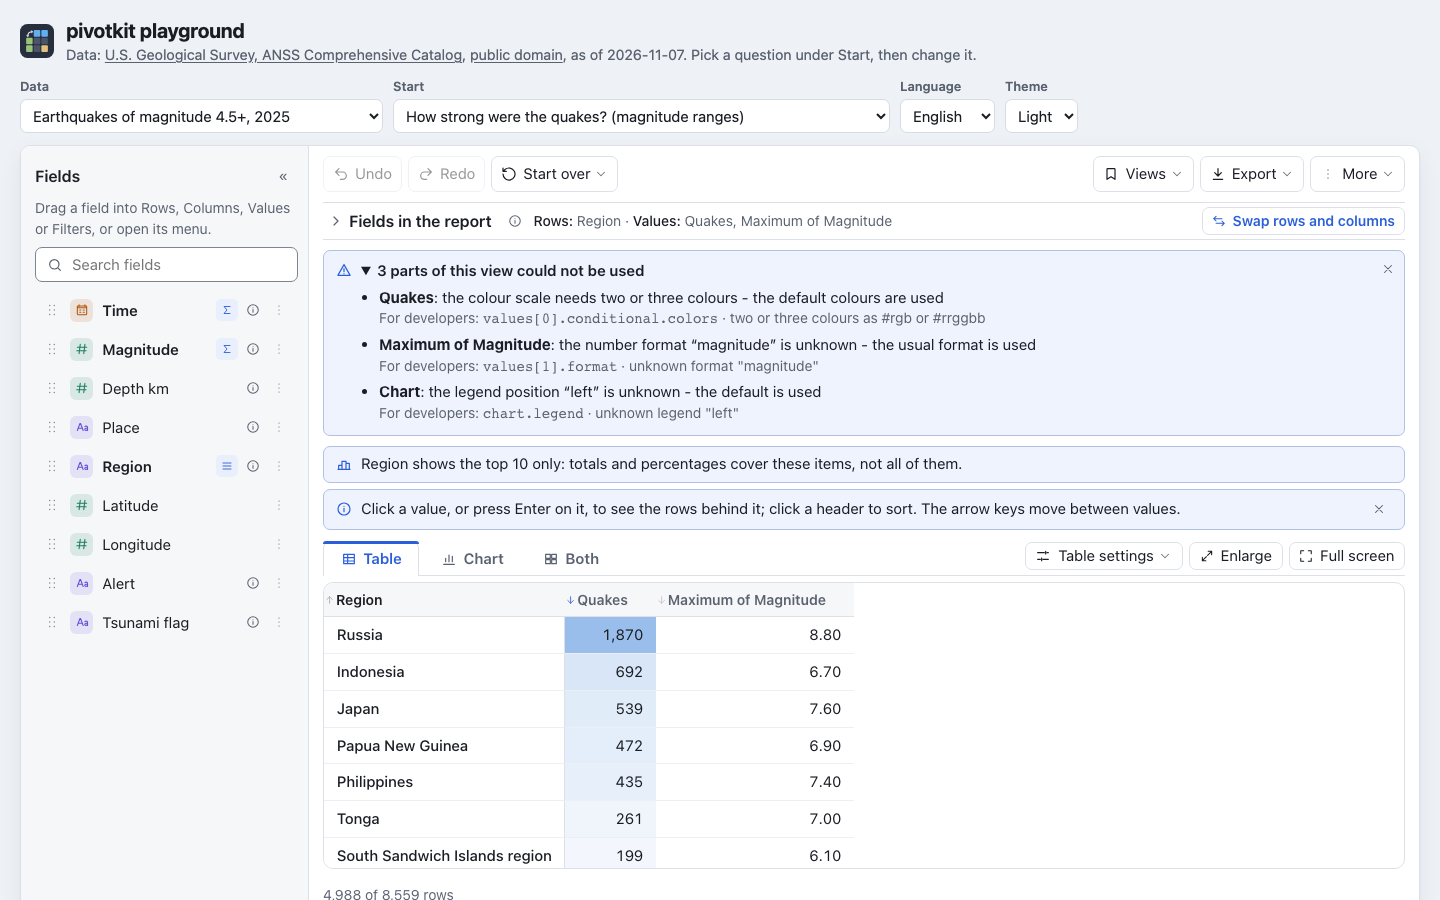 pivotkit playground
Data: U.S. Geological Survey, ANSS Comprehensive Catalog, public domain, as of 2026-11-07. Pick a question under Start, then change it.
Data
Start
Language
Theme
Earthquakes of magnitude 4.5+, 2025
How strong were the quakes? (magnitude ranges)
English
Light
Fields
«
Drag a field into Rows, Columns, Values
or Filters, or open its menu.
Search fields
Time
Σ
# Magnitude
Σ
# Depth km
Aa Place
Aa Region
# Latitude
# Longitude
Aa Alert
Aa Tsunami flag
Undo
Redo
Start over
Views
Export
More
Fields in the report
Rows: Region · Values: Quakes, Maximum of Magnitude
Swap rows and columns
3 parts of this view could not be used
• Quakes: the colour scale needs two or three colours - the default colours are used
For developers: values[0].conditional.colors · two or three colours as #rgb or #rrggbb
• Maximum of Magnitude: the number format “magnitude” is unknown - the usual format is used
For developers: values[1].format · unknown format "magnitude"
• Chart: the legend position “left” is unknown - the default is used
For developers: chart.legend · unknown legend "left"
Region shows the top 10 only: totals and percentages cover these items, not all of them.
Click a value, or press Enter on it, to see the rows behind it; click a header to sort. The arrow keys move between values.
Table
Chart
Both
Table settings
Enlarge
Full screen
↑ Region ↓ Quakes ↓ Maximum of Magnitude
Russia 1,870 8.80
Indonesia 692 6.70
Japan 539 7.60
Papua New Guinea 472 6.90
Philippines 435 7.40
Tonga 261 7.00
South Sandwich Islands region 199 6.10
4,988 of 8,559 rows